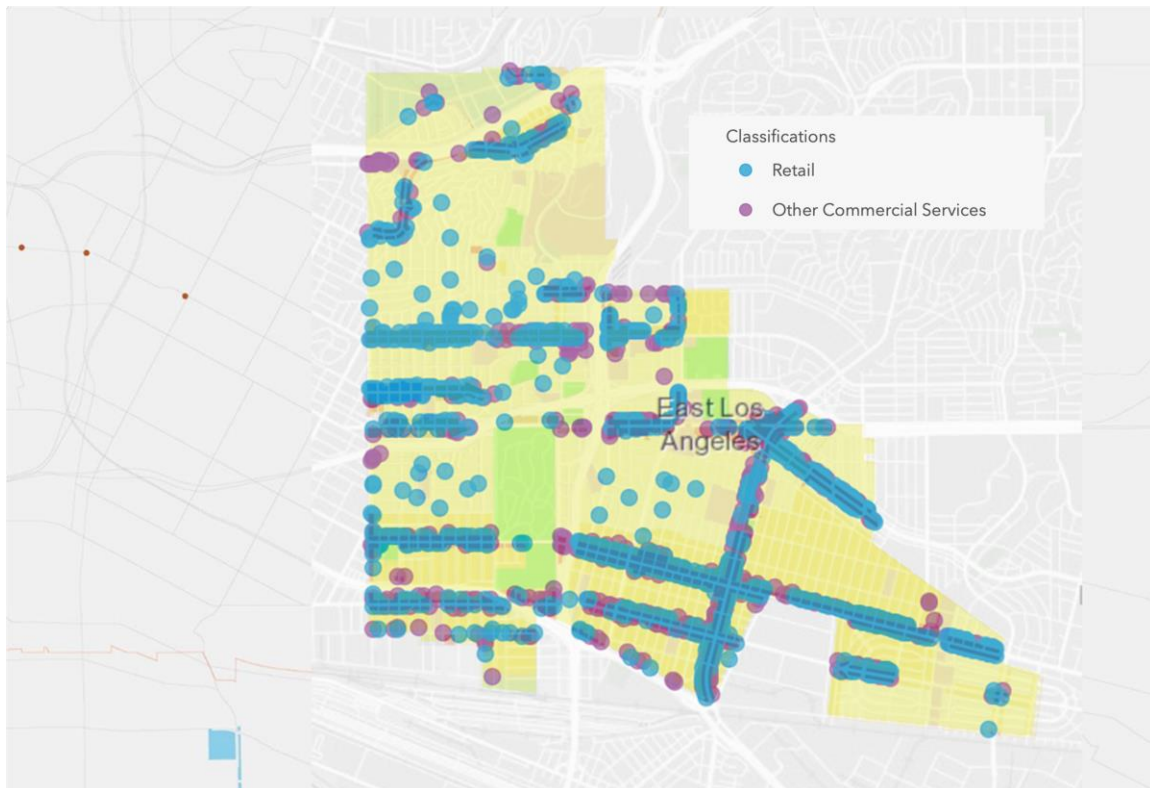 Classifications
Retail
Other Commercial Services
East Los
Angeles